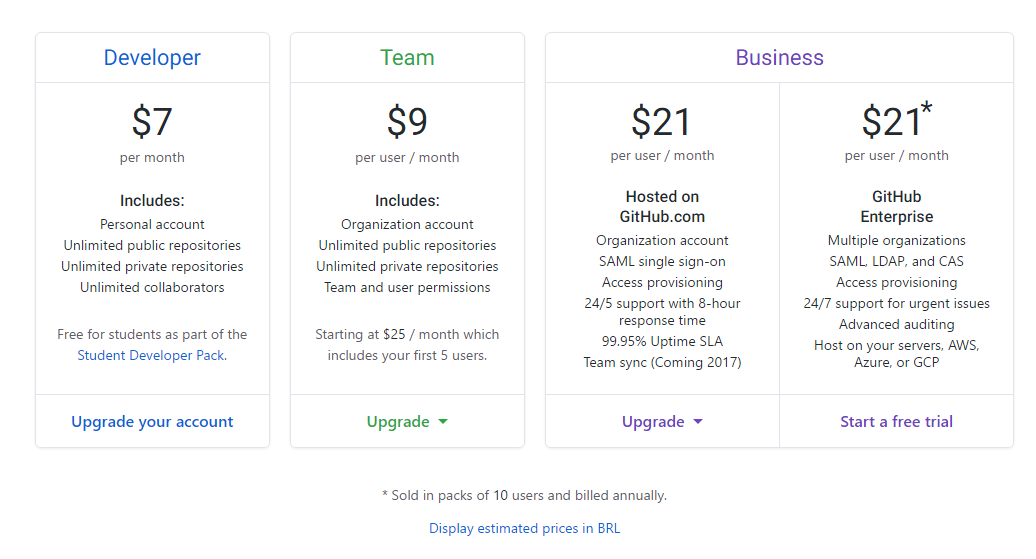 Developer
$7
per month
Includes:
Personal account
Unlimited public repositories
Unlimited private repositories
Unlimited collaborators
Free for students as part of the
Student Developer Pack.
Upgrade your account
Team
$9
per user / month
Includes:
Organization account
Unlimited public repositories
Unlimited private repositories
Team and user permissions
Starting at $25 / month which
includes your first 5 users.
Upgrade
Business
$21
per user / month
Hosted on
GitHub.com
Organization account
SAML single sign-on
Access provisioning
24/5 support with 8-hour
response time
99.95% Uptime SLA
Team sync (Coming 2017)
Upgrade
$21*
per user / month
GitHub
Enterprise
Multiple organizations
SAML, LDAP, and CAS
Access provisioning
24/7 support for urgent issues
Advanced auditing
Host on your servers, AWS,
Azure, or GCP
Start a free trial
* Sold in packs of 10 users and billed annually.
Display estimated prices in BRL